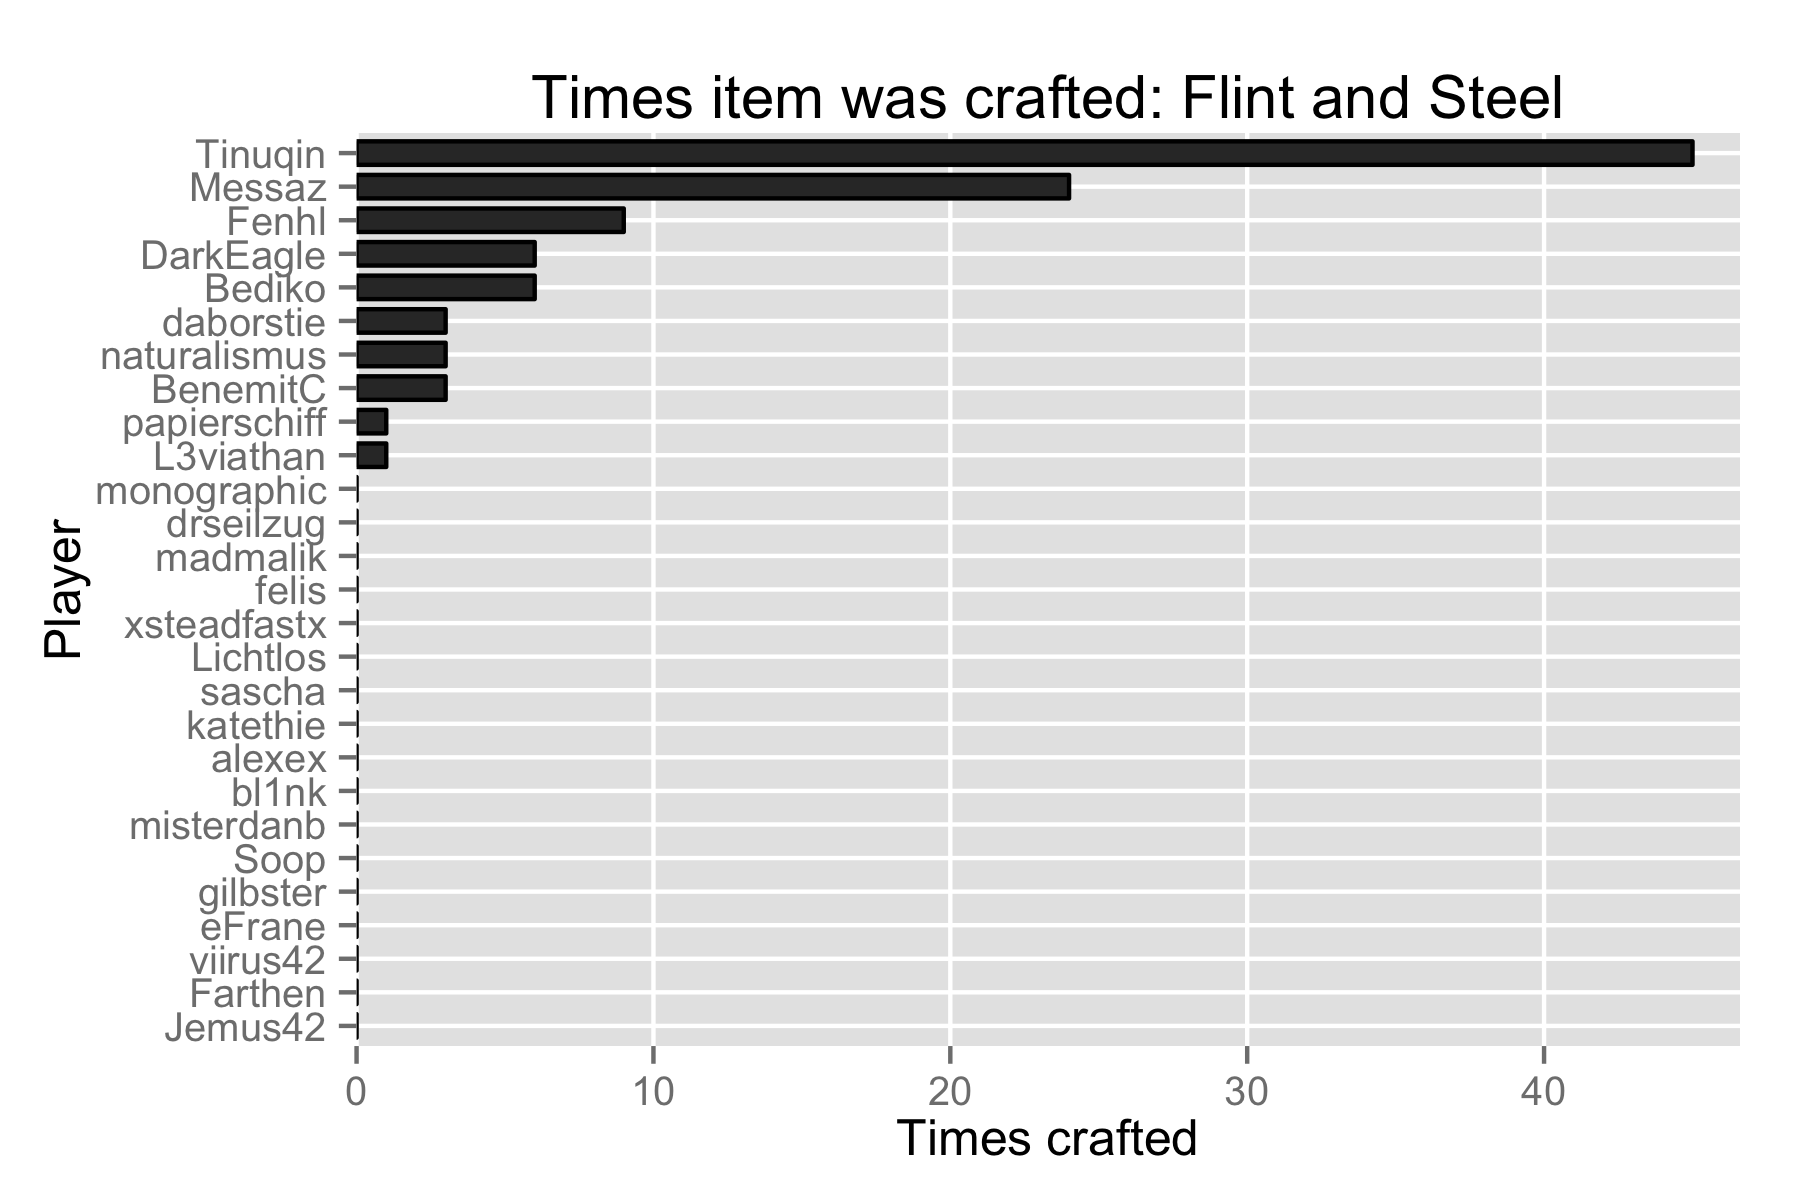 Times item was crafted: Flint and Steel
Tinuqin
Messaz
Fenhl
DarkEagle
Bediko
daborstie
naturalismus
BenemitC
papierschiff
L3viathan
monographic
drseilzug
madmalik
felis
xsteadfastx
Lichtlos
sascha
katethie
alexex
bl1nk
misterdanb
Soop
gilbster
eFrane
viirus42
Farthen
Jemus42
Player
0 10 20 30 40
Times crafted